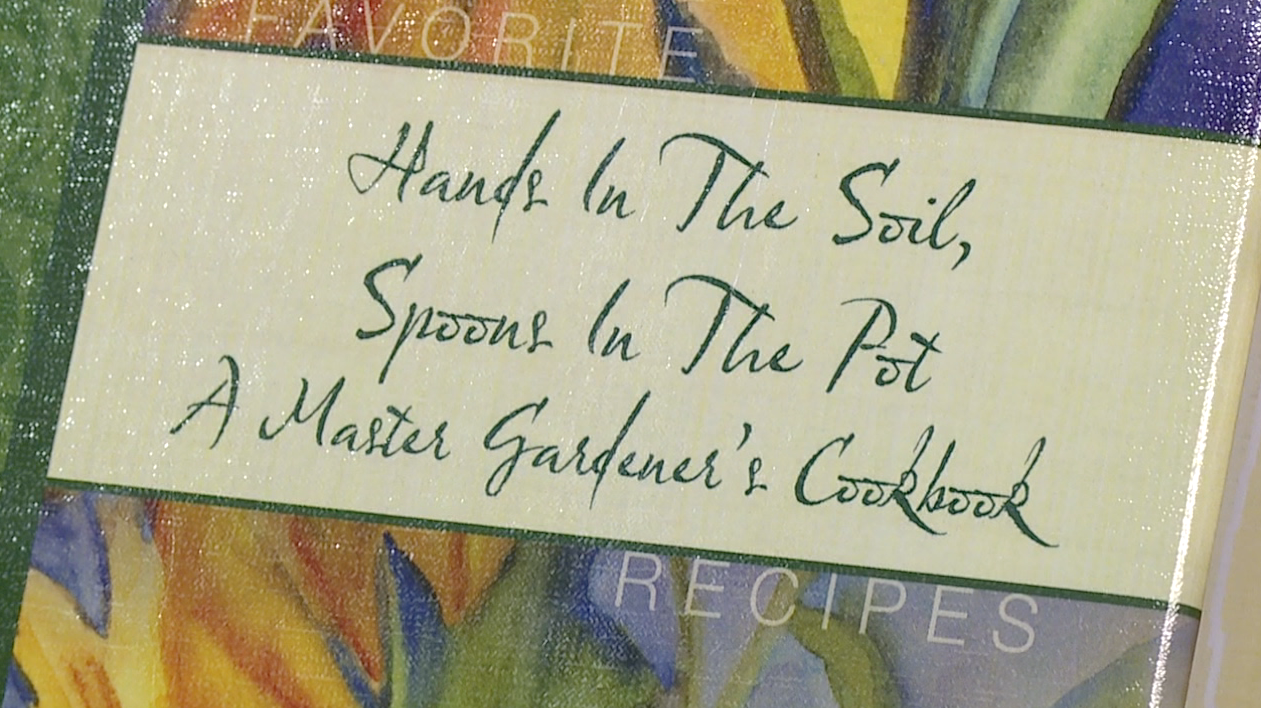 FAVORITE
Hands In The Soil,
Spoons In The Pot
A Master Gardener's Cookbook
RECIPES